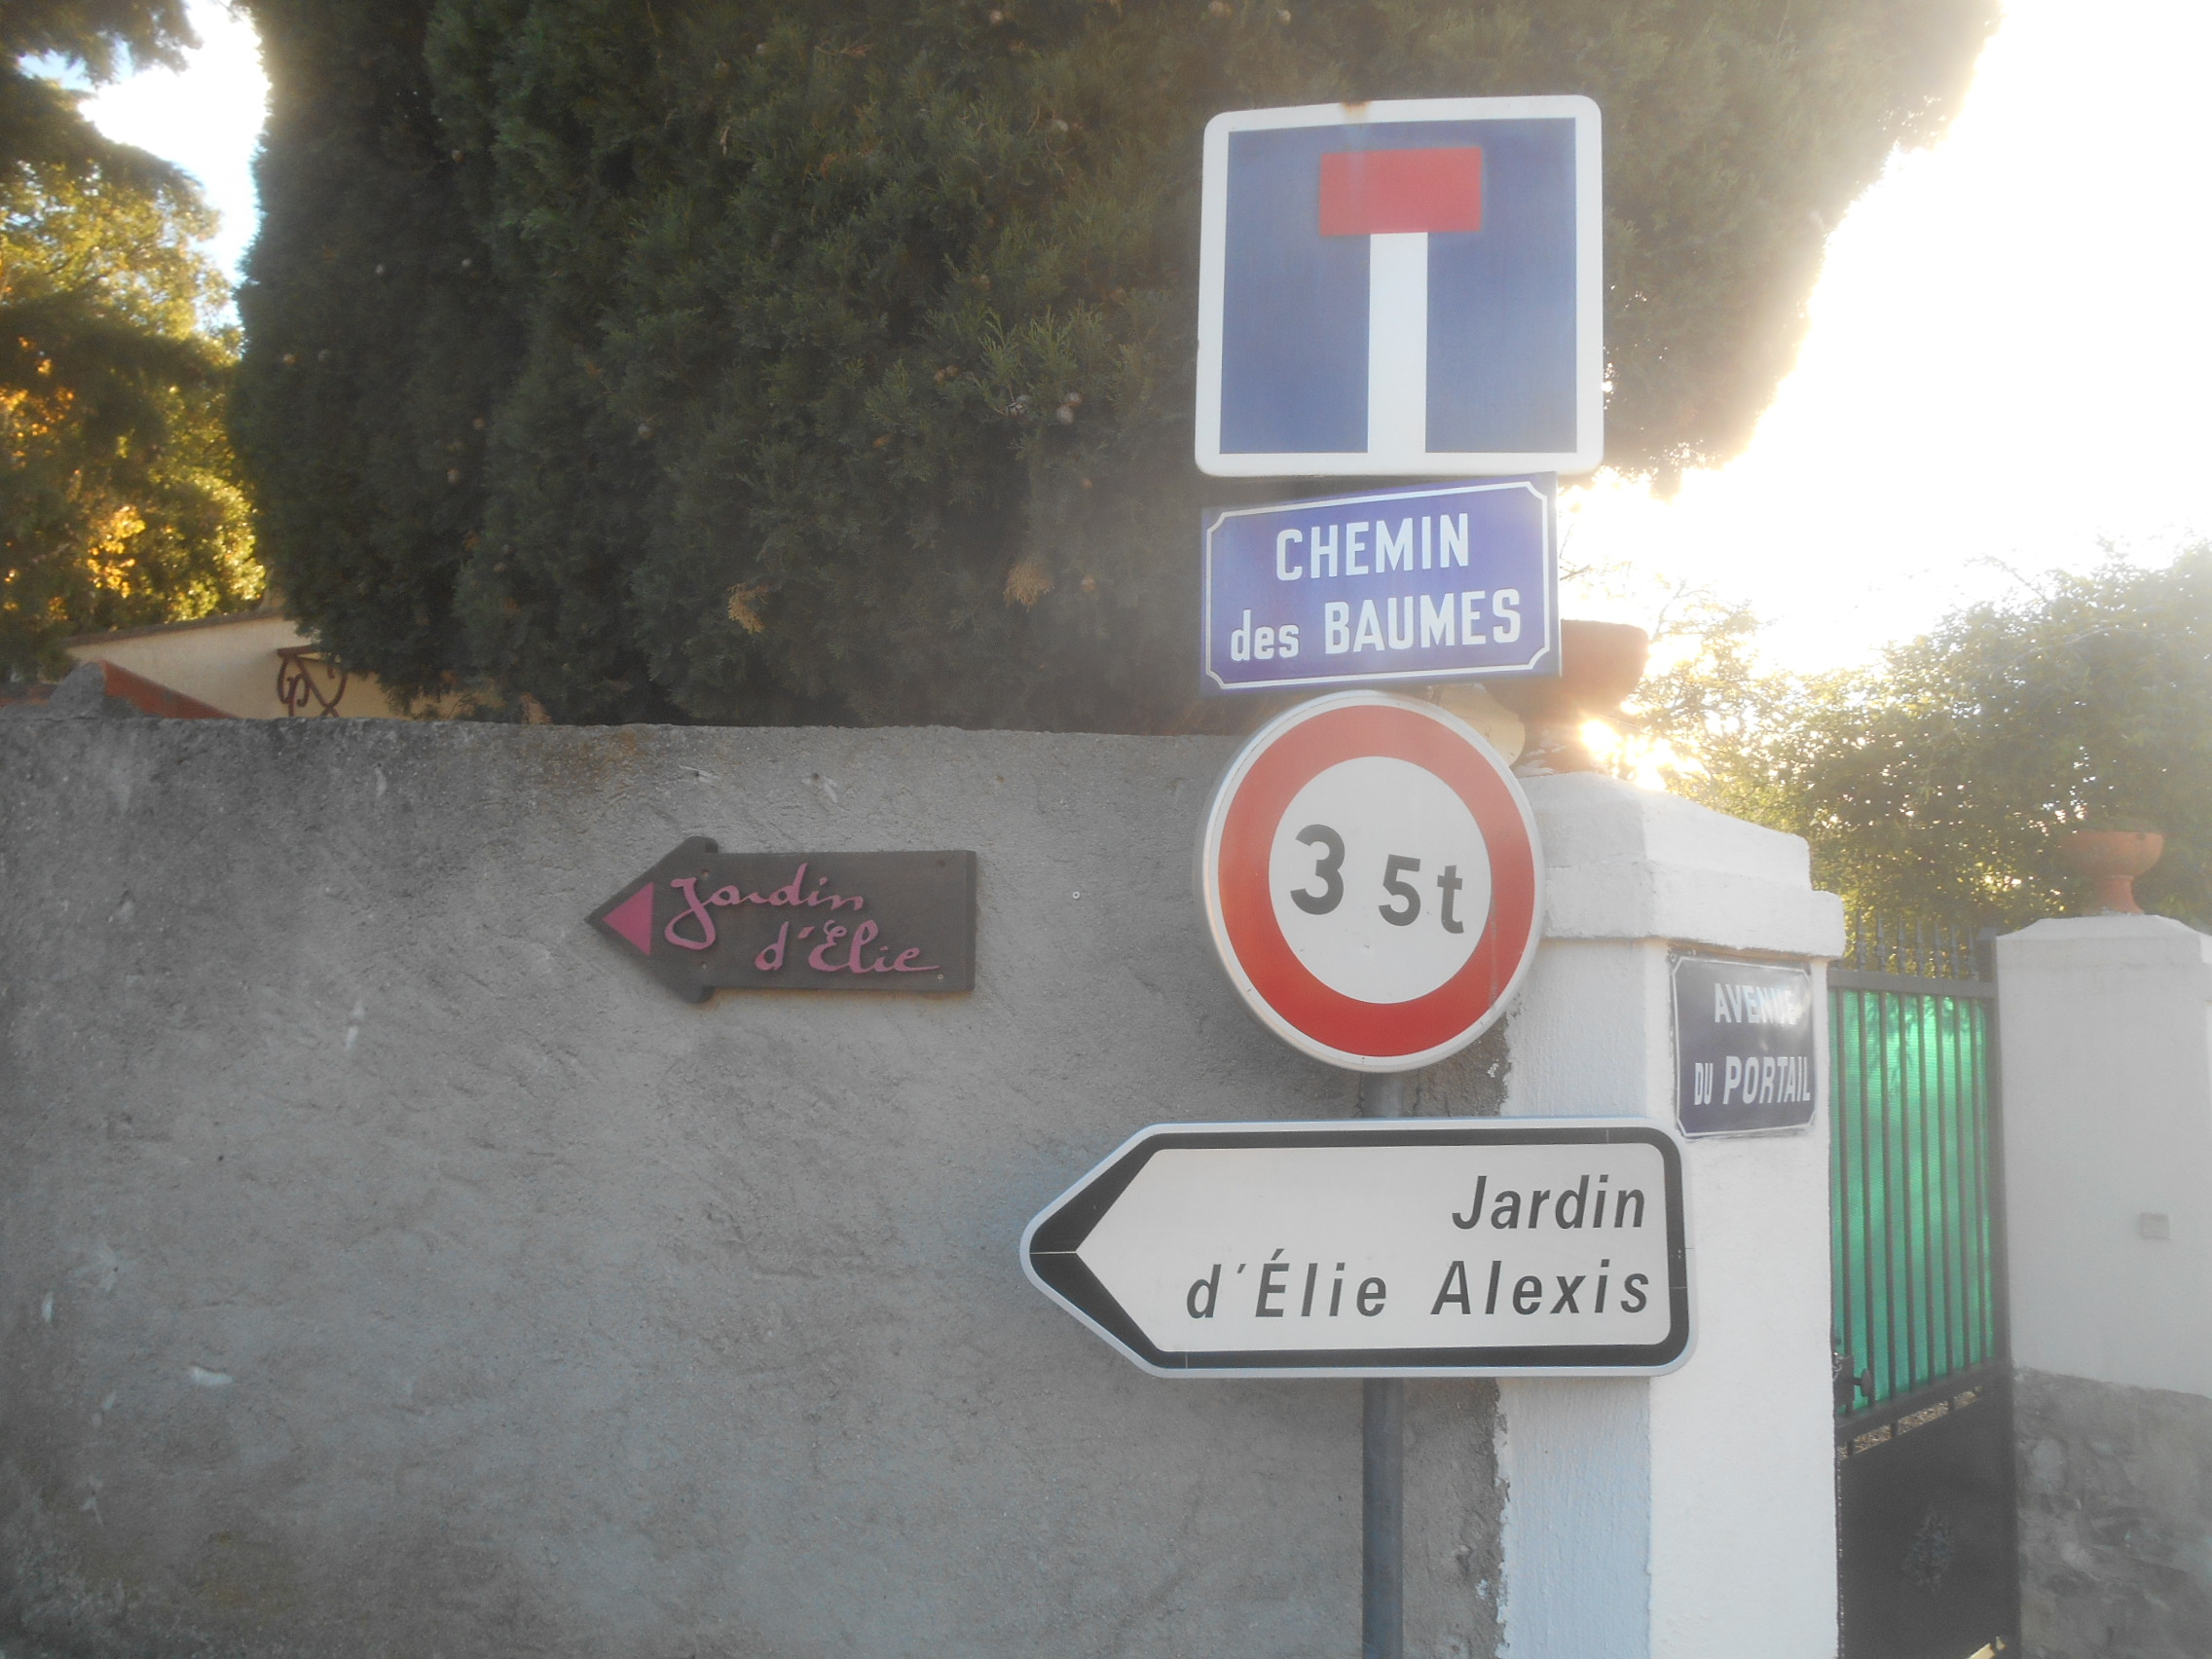 CHEMIN
des BAUMES
3 5t
Jardin
d'Élie
AVENUE
DU PORTAIL
Jardin
d'Élie Alexis